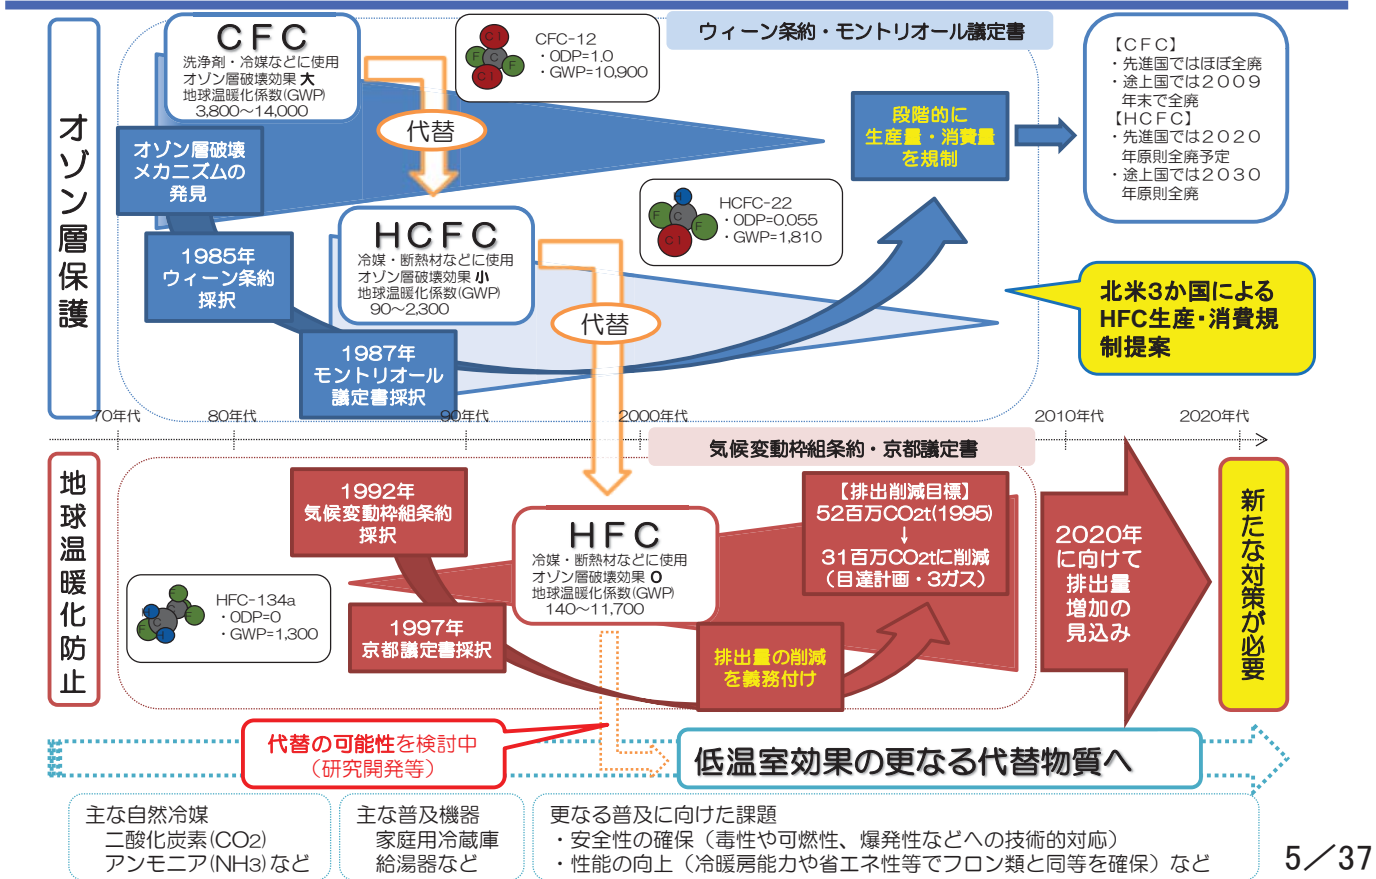 オゾン層保護
CFC
洗浄剤・冷媒などに使用
オゾン層破壊効果 大
地球温暖化係数(GWP)
3,800～14,000
代替
CFC-12
・ODP=1.0
・GWP=10,900
ウィーン条約・モントリオール議定書
【CFC】
・先進国ではほぼ全廃
・途上国では2009
年末で全廃
【HCFC】
・先進国では2020
年原則全廃予定
・途上国では2030
年原則全廃
段階的に
生産量・消費量
を規制
オゾン層破壊
メカニズムの
発見
1985年
ウィーン条約
採択
1987年
モントリオール
議定書採択
HCFC
冷媒・断熱材などに使用
オゾン層破壊効果 小
地球温暖化係数(GWP)
90～2,300
代替
HCFC-22
・ODP=0.055
・GWP=1,810
北米3か国による
HFC生産・消費規
制提案
70年代
80年代
90年代
2000年代
2010年代
2020年代
地球温暖化防止
気候変動枠組条約・京都議定書
1992年
気候変動枠組条約
採択
1997年
京都議定書採択
HFC-134a
・ODP=0
・GWP=1,300
HFC
冷媒・断熱材などに使用
オゾン層破壊効果 0
地球温暖化係数(GWP)
140～11,700
【排出削減目標】
52百万CO2t(1995)
↓
31百万CO2tに削減
（目達計画・3ガス）
排出量の削減
を義務付け
2020年
に向けて
排出量
増加の
見込み
新たな対策が必要
代替の可能性を検討中
（研究開発等）
低温室効果の更なる代替物質へ
主な自然冷媒
二酸化炭素(CO2)
アンモニア(NH3)など
主な普及機器
家庭用冷蔵庫
給湯器など
更なる普及に向けた課題
・安全性の確保（毒性や可燃性、爆発性などへの技術的対応）
・性能の向上（冷暖房能力や省エネ性等でフロン類と同等を確保）など
5／37